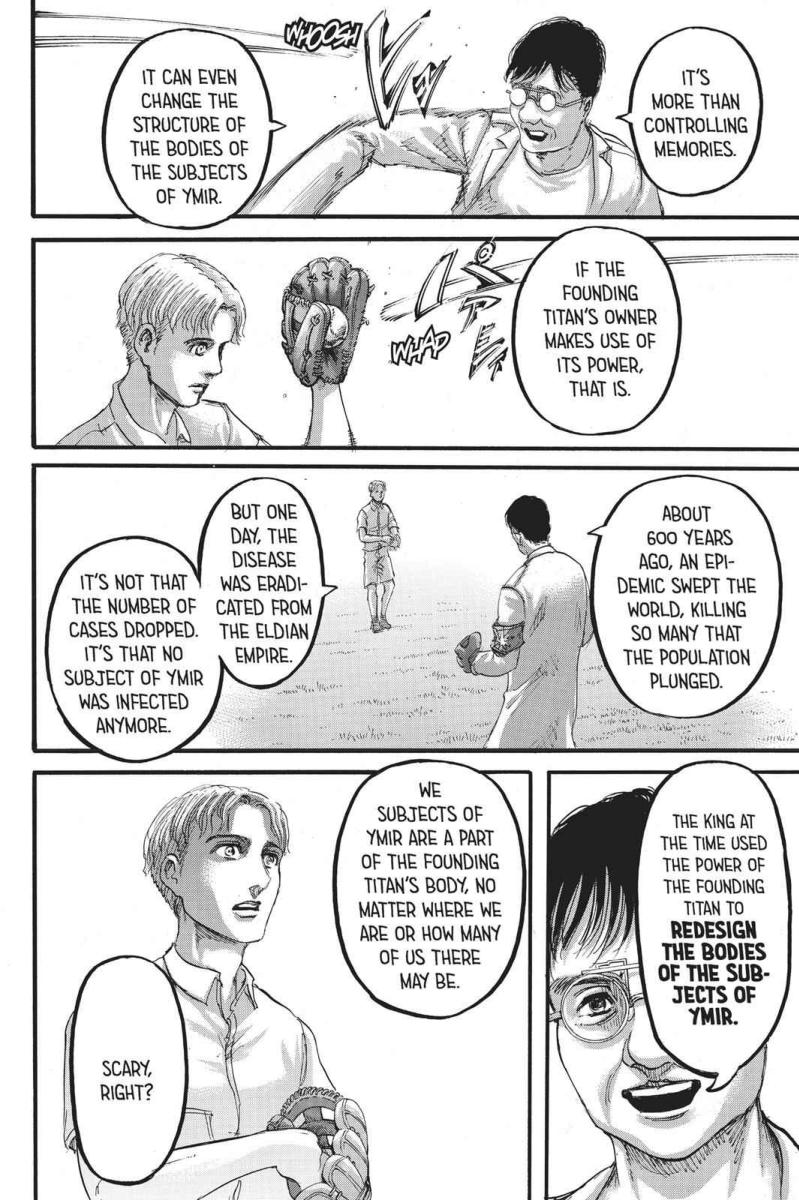 WHOOSH
ビュ
IT'S
MORE THAN
CONTROLLING
MEMORIES.
IT CAN EVEN
CHANGE THE
STRUCTURE OF
THE BODIES OF
THE SUBJECTS
OF YMIR.
IF THE
FOUNDING
TITAN'S OWNER
MAKES USE OF
ITS POWER,
THAT IS.
WHAP
ABOUT
600 YEARS
AGO, AN EPI-
DEMIC SWEPT THE
WORLD, KILLING
SO MANY THAT
THE POPULATION
PLUNGED.
BUT ONE
DAY, THE
DISEASE
WAS ERADI-
CATED FROM
THE ELDIAN
EMPIRE.
IT'S NOT THAT
THE NUMBER OF
CASES DROPPED.
IT'S THAT NO
SUBJECT OF YMIR
WAS INFECTED
ANYMORE.
THE KING AT
THE TIME USED
THE POWER OF
THE FOUNDING
TITAN TO
REDESIGN
THE BODIES
OF THE SUB-
JECTS OF
YMIR.
WE
SUBJECTS OF
YMIR ARE A PART
OF THE FOUNDING
TITAN'S BODY, NO
MATTER WHERE WE
ARE OR HOW MANY
OF US THERE
MAY BE.
SCARY,
RIGHT?